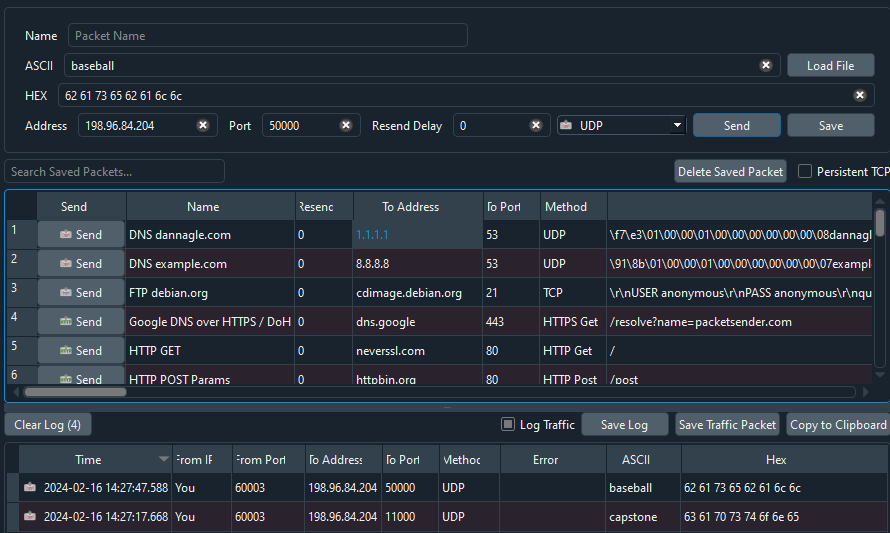 Name Packet Name
ASCII baseball Load File
HEX 62 61 73 65 62 61 6c 6c
Address 198.96.84.204 Port 50000 Resend Delay 0 UDP Send Save
Search Saved Packets... Delete Saved Packet Persistent TCP
Send Name Resend To Address To Port Method
1 Send DNS dannagle.com 0 1.1.1.1 53 UDP \f7\e3\01\00\00\01\00\00\00\00\00\00\08dannagl
2 Send DNS example.com 0 8.8.8.8 53 UDP \91\8b\01\00\00\01\00\00\00\00\00\00\07example
3 Send FTP debian.org 0 cdimage.debian.org 21 TCP \r\nUSER anonymous\r\nPASS anonymous\r\nqu
4 Send Google DNS over HTTPS / DoH 0 dns.google 443 HTTPS Get /resolve?name=packetsender.com
5 Send HTTP GET 0 neverssl.com 80 HTTP Get /
6 Send HTTP POST Params 0 httpbin.org 80 HTTP Post /post
Clear Log (4) Log Traffic Save Log Save Traffic Packet Copy to Clipboard
Time From IP From Port To Address To Port Method Error ASCII Hex
2024-02-16 14:27:47.588 You 60003 198.96.84.204 50000 UDP baseball 62 61 73 65 62 61 6c 6c
2024-02-16 14:27:17.668 You 60003 198.96.84.204 11000 UDP capstone 63 61 70 73 74 6f 6e 65